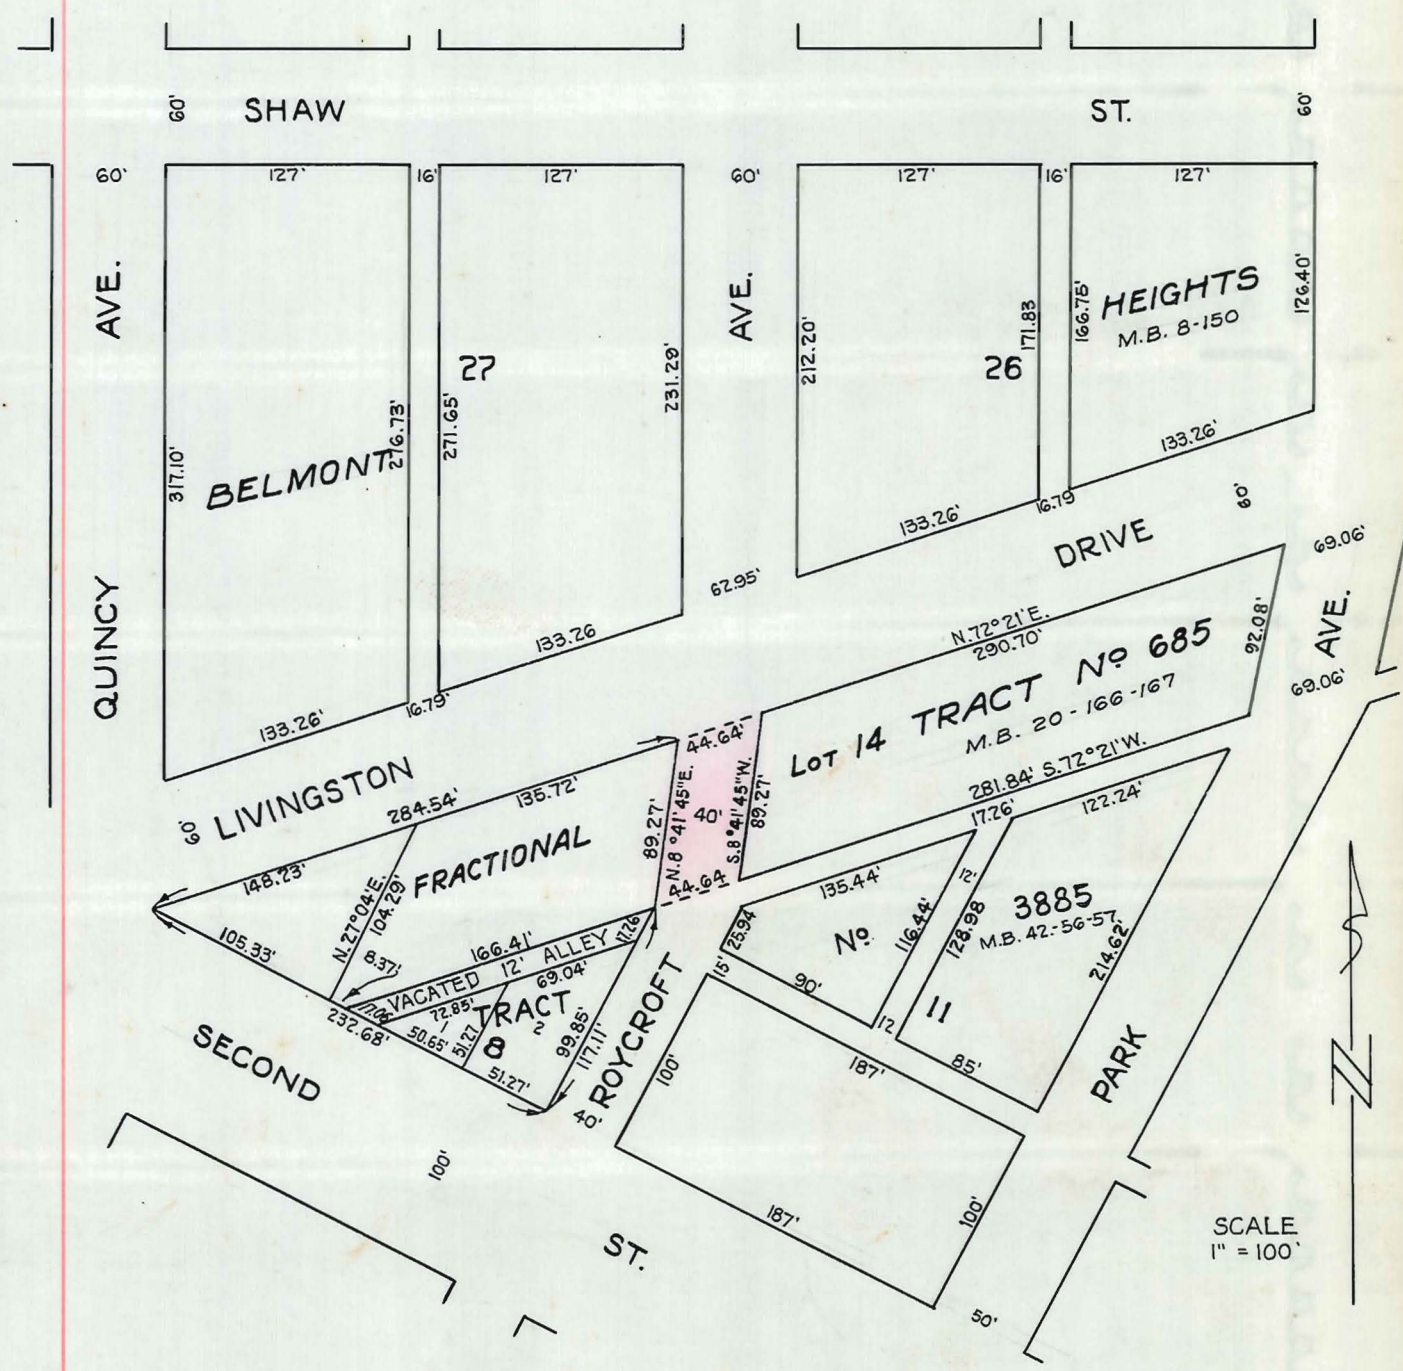 60' SHAW ST. 60'
60' 127' 16' 127' 60' 127' 16' 127'
AVE. AVE.
HEIGHTS
M.B. 8-150
166.75' 126.40'
212.20' 171.83
27 26
231.29'
271.65'
276.73'
317.10'
BELMONT
133.26'
133.26' 16.79
60'
DRIVE
69.06'
62.95'
QUINCY
133.26
AVE.
N.72°21'E.
290.70'
92.08'
LOT 14 TRACT Nº 685
M.B. 20-166-167
69.06'
133.26' 16.79'
44.64'
281.84' S.72°21'W.
60' LIVINGSTON
284.54' 135.72'
N.8°41'45"E.
89.27'
40'
S.8°41'45"W.
89.27'
17.26' 122.24'
148.23'
FRACTIONAL
N.27°04'E.
104.29'
44.64
135.44'
12'
3885
M.B. 42-56-57
105.33'
8.37'
166.41'
VACATED 12' ALLEY
17.26
25.94
Nº
116.44'
128.98
214.62'
17.08
69.04'
72.85'
TRACT
1
2
232.68'
50.65'
51.27
8
99.85'
117.11'
51.27'
15'
90'
12'
11
85'
SECOND
ROYCROFT
40'
100'
187'
PARK
100'
187'
100'
ST.
50'
SCALE
1" = 100'
N